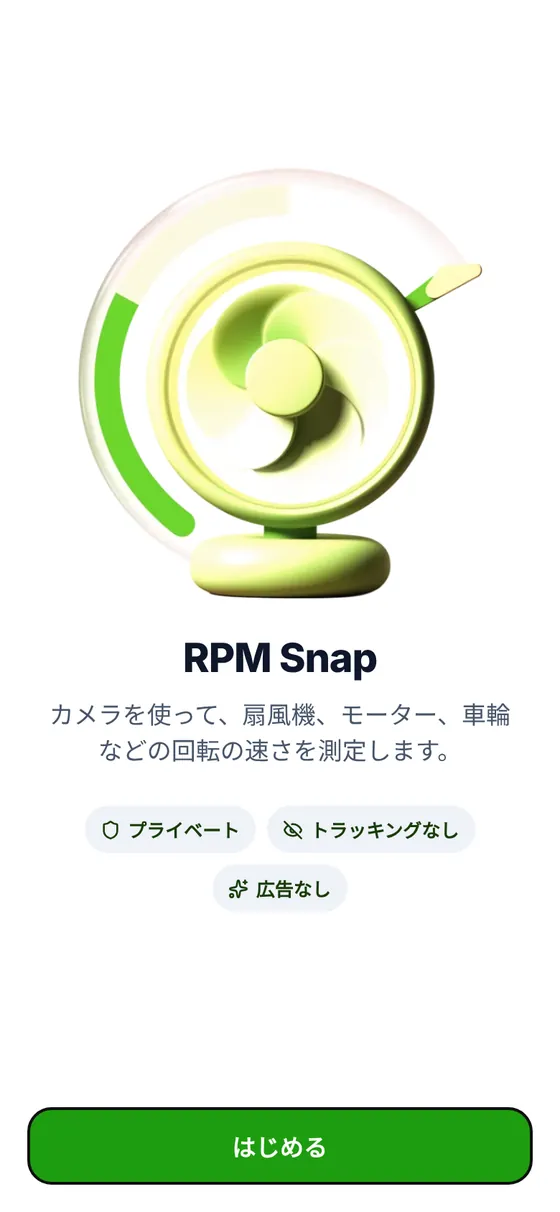 RPM Snap
カメラを使って、扇風機、モーター、車輪
などの回転の速さを測定します。
プライベート
トラッキングなし
広告なし
はじめる